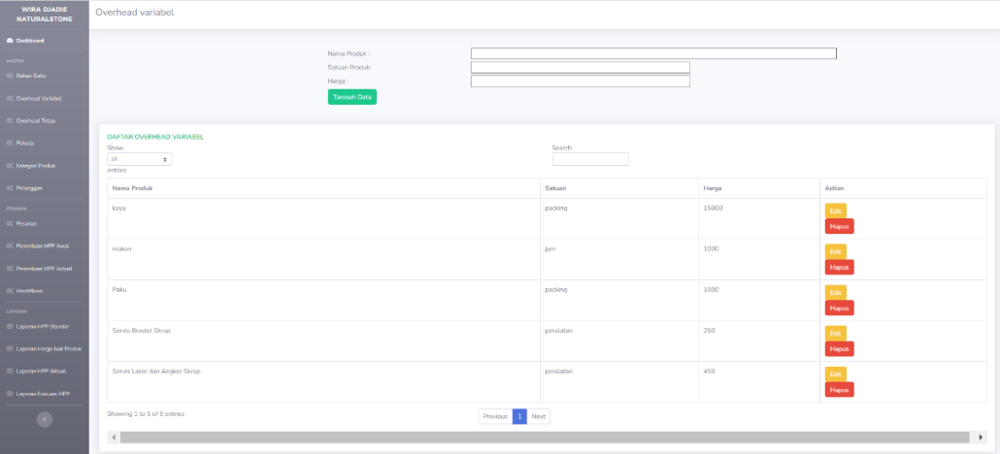 WIRA DJADIE
NATURALSTONE
Dashboard
MASTER
Bahan Baku
Overhead Variabel
Overhead Tetap
Pekerja
Kategori Produk
Pelanggan
PESANAN
Pesanan
Penentuan HPP Awal
Penentuan HPP Actual
Identifikasi
LAPORAN
Laporan HPP Standar
Laporan Harga Jual Produk
Laporan HPP Aktual
Laporan Evaluasi HPP
Overhead variabel
Nama Produk :
Satuan Produk:
Harga :
Tambah Data
DAFTAR OVERHEAD VARIABEL
Show
10
entries
Search:
Nama Produk Satuan Harga Action
kayu packing 15000 Edit
Hapus
makan jam 1000 Edit
Hapus
Paku packing 1000 Edit
Hapus
Servis Brostel Skrap peralatan 250 Edit
Hapus
Servis Laker dan Angker Skrap peralatan 450 Edit
Hapus
Showing 1 to 5 of 5 entries
Previous 1 Next